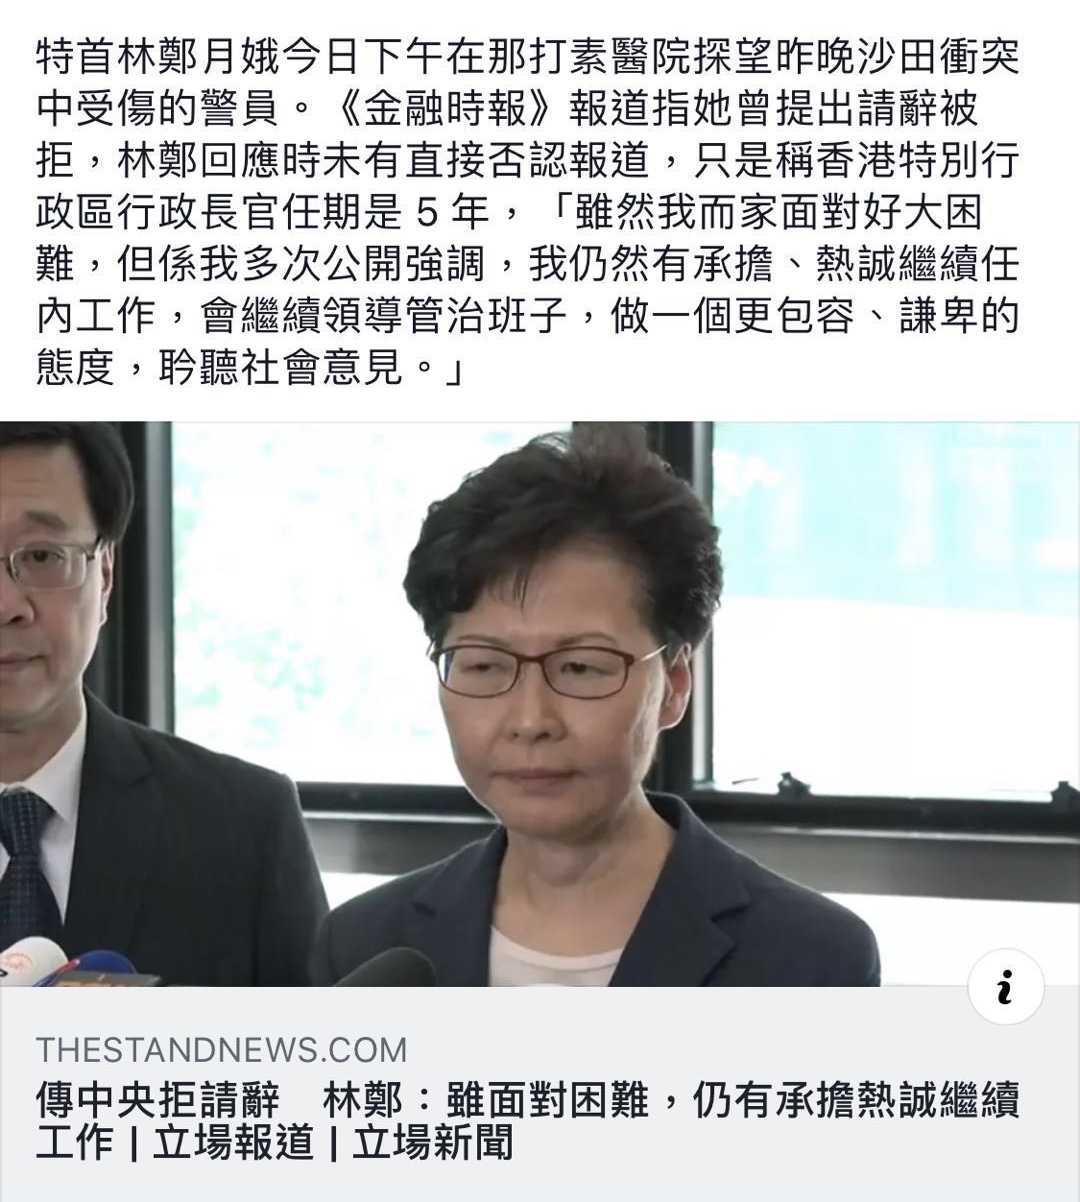 特首林鄭月娥今日下午在那打素醫院探望昨晚沙田衝突
中受傷的警員。《金融時報》報道指她曾提出請辭被
拒，林鄭回應時未有直接否認報道，只是稱香港特別行
政區行政長官任期是 5 年，「雖然我而家面對好大困
難，但係我多次公開強調，我仍然有承擔、熱誠繼續任
內工作，會繼續領導管治班子，做一個更包容、謙卑的
態度，聆聽社會意見。」
i
THESTANDNEWS.COM
傳中央拒請辭　林鄭：雖面對困難，仍有承擔熱誠繼續
工作 | 立場報道 | 立場新聞